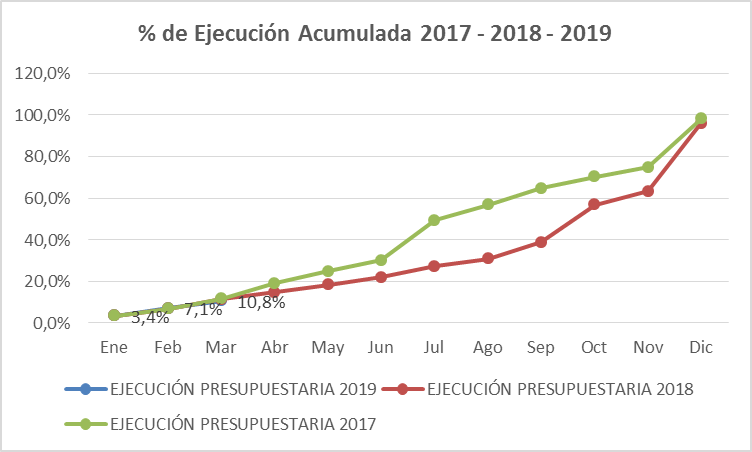 % de Ejecución Acumulada 2017 - 2018 - 2019
120,0%
100,0%
80,0%
60,0%
40,0%
20,0%
0,0%
3,4%
7,1%
10,8%
Ene Feb Mar Abr May Jun Jul Ago Sep Oct Nov Dic
EJECUCIÓN PRESUPUESTARIA 2019 EJECUCIÓN PRESUPUESTARIA 2018
EJECUCIÓN PRESUPUESTARIA 2017